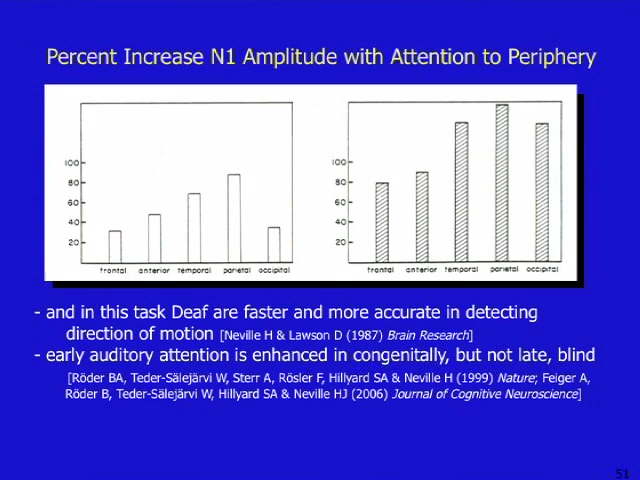 Percent Increase N1 Amplitude with Attention to Periphery
100
80
60
40
20
frontal anterior temporal parietal occipital
100
80
60
40
20
frontal anterior temporal parietal occipital
- and in this task Deaf are faster and more accurate in detecting
direction of motion [Neville H & Lawson D (1987) Brain Research]
- early auditory attention is enhanced in congenitally, but not late, blind
[Röder BA, Teder-Sälejärvi W, Sterr A, Rösler F, Hillyard SA & Neville H (1999) Nature; Feiger A,
Röder B, Teder-Sälejärvi W, Hillyard SA & Neville HJ (2006) Journal of Cognitive Neuroscience]
51